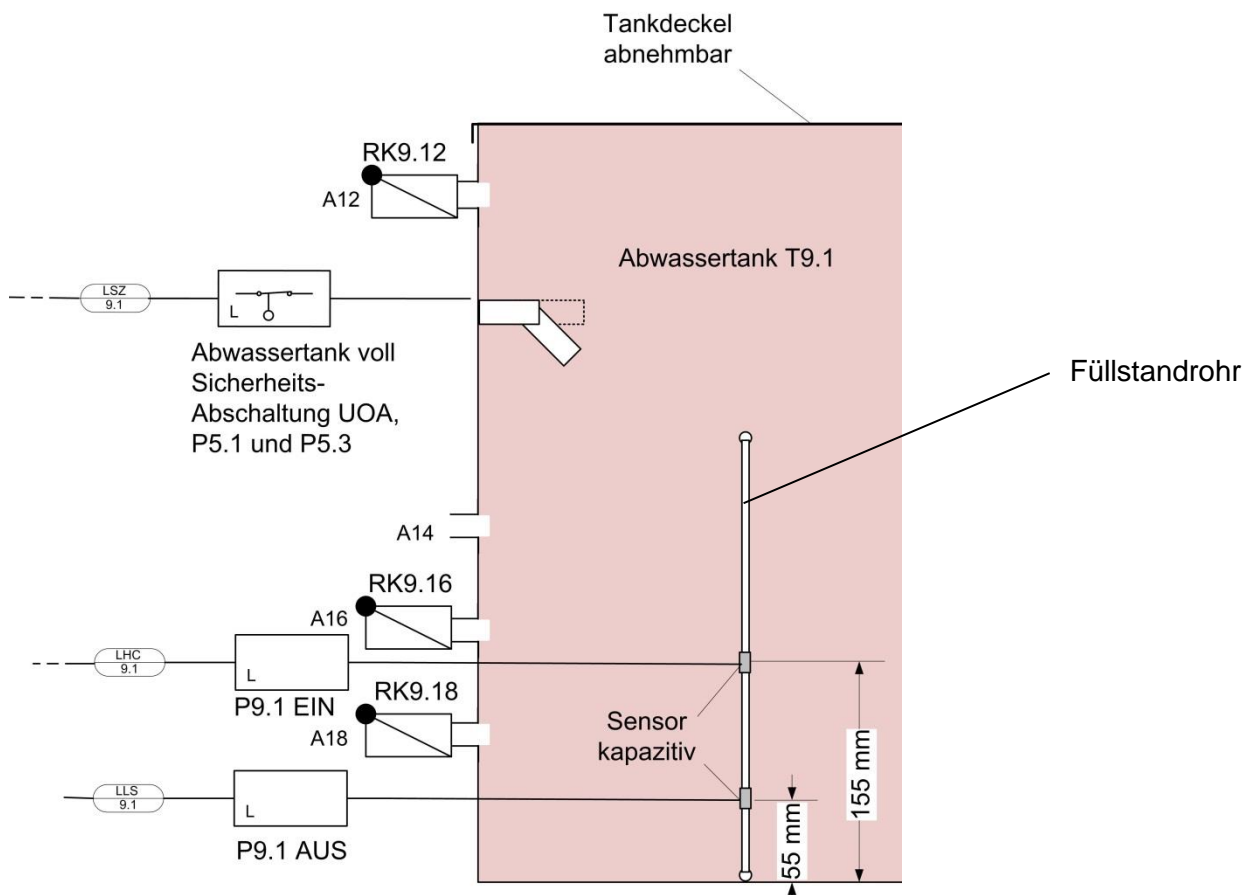 Tankdeckel
abnehmbar
RK9.12
A12
Abwassertank T9.1
LSZ
9.1
L
Abwassertank voll
Sicherheits-
Abschaltung UOA,
P5.1 und P5.3
Füllstandrohr
A14
RK9.16
A16
LHC
9.1
L
P9.1 EIN
RK9.18
A18
Sensor
kapazitiv
155 mm
55 mm
LLS
9.1
L
P9.1 AUS